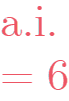 a.i.
= 6